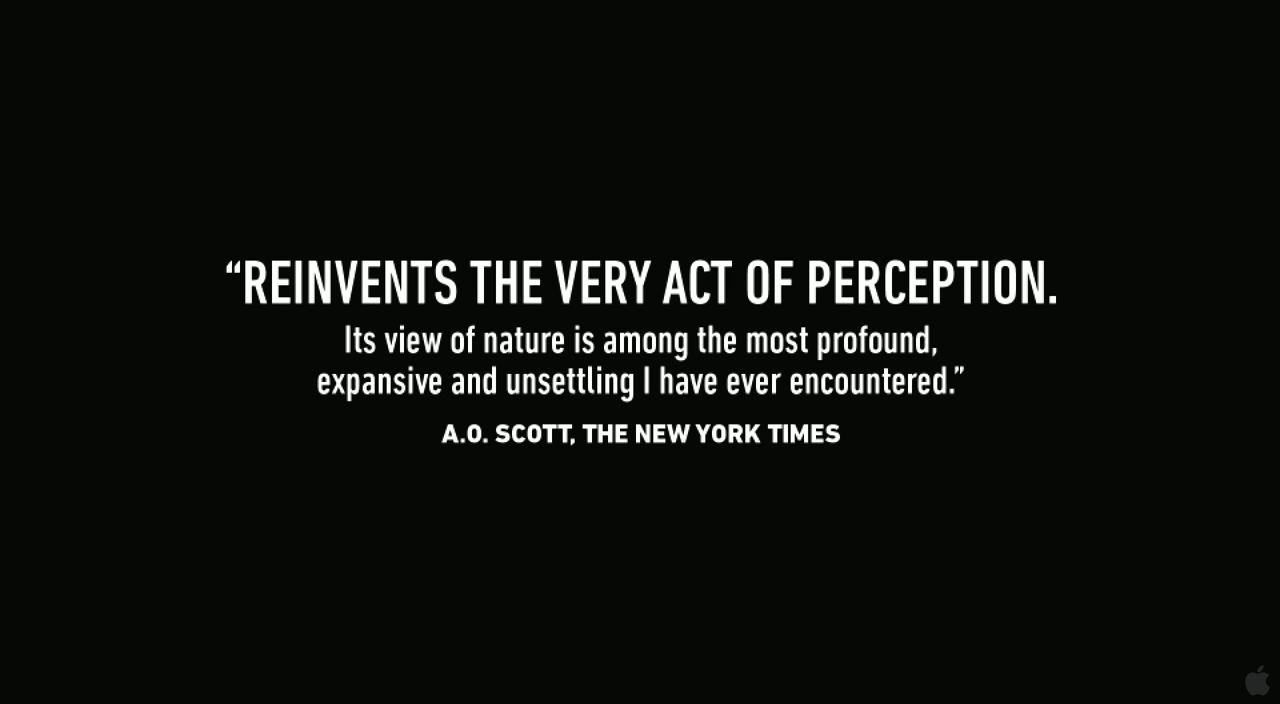 “REINVENTS THE VERY ACT OF PERCEPTION.
Its view of nature is among the most profound,
expansive and unsettling I have ever encountered.”
A.O. SCOTT, THE NEW YORK TIMES